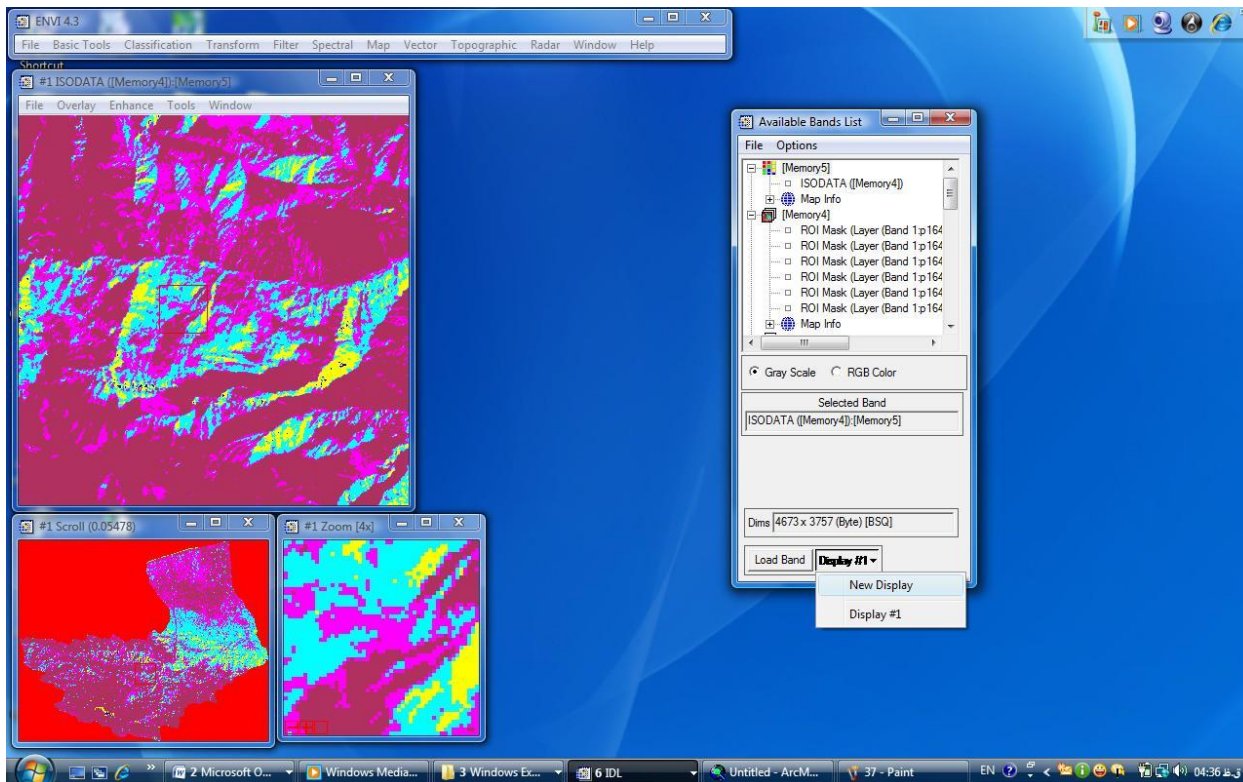 ENVI 4.3
File Basic Tools Classification Transform Filter Spectral Map Vector Topographic Radar Window Help
Shortcut
#1 ISODATA ([Memory4]):[Memory5]
File Overlay Enhance Tools Window
#1 Scroll (0.05478)
#1 Zoom [4x]
Available Bands List
File Options
[Memory5]
ISODATA ([Memory4])
Map Info
[Memory4]
ROI Mask (Layer (Band 1:p164
ROI Mask (Layer (Band 1:p164
ROI Mask (Layer (Band 1:p164
ROI Mask (Layer (Band 1:p164
ROI Mask (Layer (Band 1:p164
ROI Mask (Layer (Band 1:p164
Map Info
Gray Scale RGB Color
Selected Band
ISODATA ([Memory4]):[Memory5]
Dims 4673 x 3757 (Byte) [BSQ]
Load Band Display #1
New Display
Display #1
2 Microsoft O... Windows Media... 3 Windows Ex... 6 IDL Untitled - ArcM... 37 - Paint EN 04:36 ق.ظ